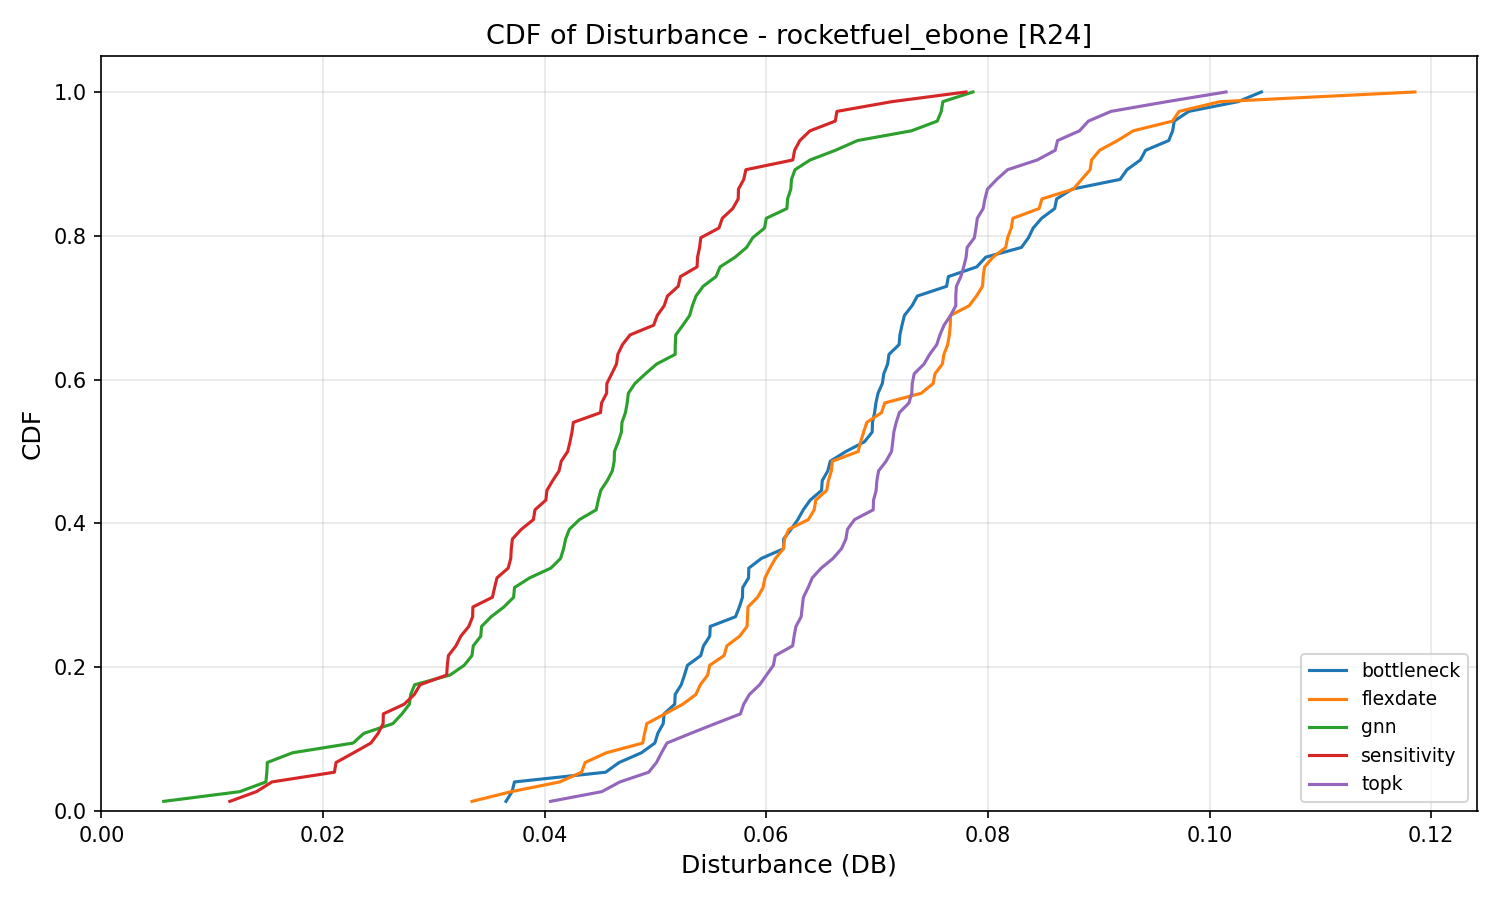 CDF of Disturbance - rocketfuel_ebone [R24]
1.0
0.8
0.6
0.4
0.2
0.0
CDF
0.00
0.02
0.04
0.06
0.08
0.10
0.12
Disturbance (DB)
bottleneck
flexdate
gnn
sensitivity
topk